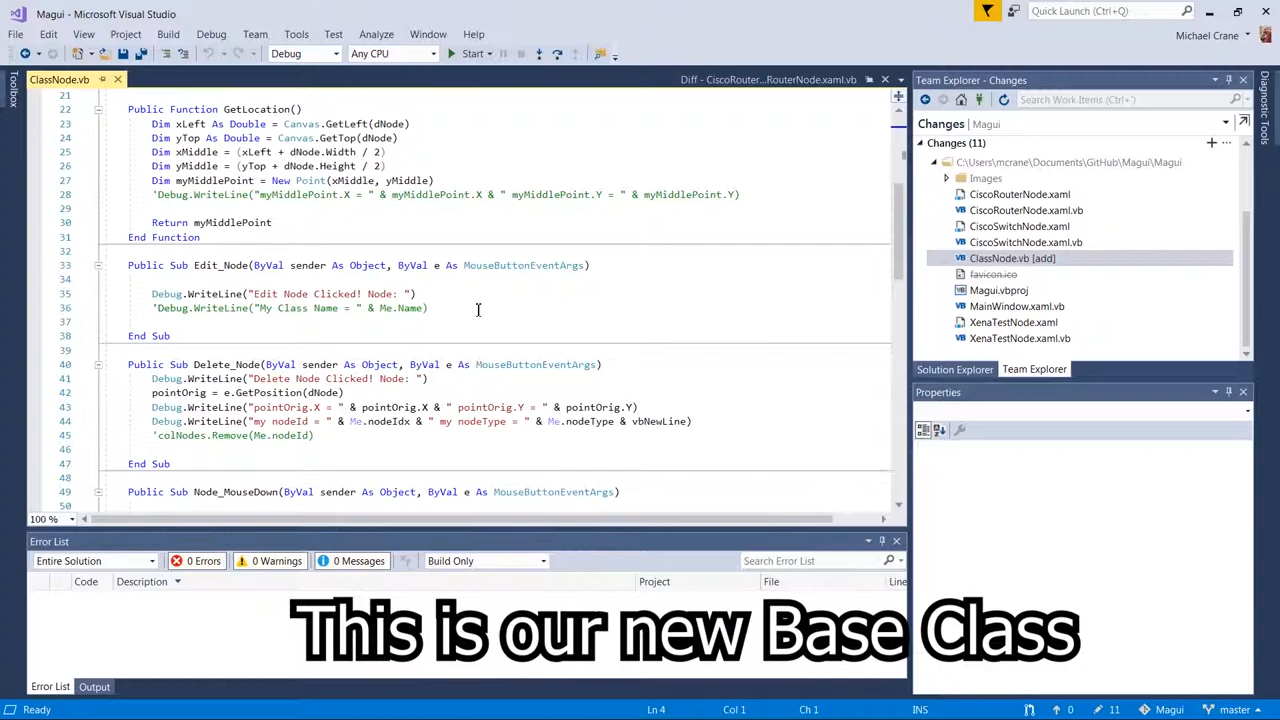 Magui - Microsoft Visual Studio
Quick Launch (Ctrl+Q)
File Edit View Project Build Debug Team Tools Test Analyze Window Help
Michael Crane
Debug Any CPU Start
Toolbox
ClassNode.vb
Diff - CiscoRouter...RouterNode.xaml.vb
21
22 Public Function GetLocation()
23 Dim xLeft As Double = Canvas.GetLeft(dNode)
24 Dim yTop As Double = Canvas.GetTop(dNode)
25 Dim xMiddle = (xLeft + dNode.Width / 2)
26 Dim yMiddle = (yTop + dNode.Height / 2)
27 Dim myMiddlePoint = New Point(xMiddle, yMiddle)
28 'Debug.WriteLine("myMiddlePoint.X = " & myMiddlePoint.X & " myMiddlePoint.Y = " & myMiddlePoint.Y)
29
30 Return myMiddlePoint
31 End Function
32
33 Public Sub Edit_Node(ByVal sender As Object, ByVal e As MouseButtonEventArgs)
34
35 Debug.WriteLine("Edit Node Clicked! Node: ")
36 'Debug.WriteLine("My Class Name = " & Me.Name)
37
38 End Sub
39
40 Public Sub Delete_Node(ByVal sender As Object, ByVal e As MouseButtonEventArgs)
41 Debug.WriteLine("Delete Node Clicked! Node: ")
42 pointOrig = e.GetPosition(dNode)
43 Debug.WriteLine("pointOrig.X = " & pointOrig.X & " pointOrig.Y = " & pointOrig.Y)
44 Debug.WriteLine("my nodeId = " & Me.nodeIdx & " my nodeType = " & Me.nodeType & vbNewLine)
45 'colNodes.Remove(Me.nodeId)
46
47 End Sub
48
49 Public Sub Node_MouseDown(ByVal sender As Object, ByVal e As MouseButtonEventArgs)
50
100 %
Team Explorer - Changes
Search Work Items (Ctrl+')
Changes | Magui
Changes (11)
C:\Users\mcrane\Documents\GitHub\Magui\Magui
Images
CiscoRouterNode.xaml
VB CiscoRouterNode.xaml.vb
CiscoSwitchNode.xaml
VB CiscoSwitchNode.xaml.vb
VB ClassNode.vb [add]
favicon.ico
Magui.vbproj
VB MainWindow.xaml.vb
XenaTestNode.xaml
VB XenaTestNode.xaml.vb
Solution Explorer Team Explorer
Diagnostic Tools
Properties
Error List
Entire Solution 0 Errors 0 Warnings 0 Messages Build Only Search Error List
Code Description Project File Line
This is our new Base Class
Error List Output
Ready Ln 4 Col 1 Ch 1 INS 0 11 Magui master